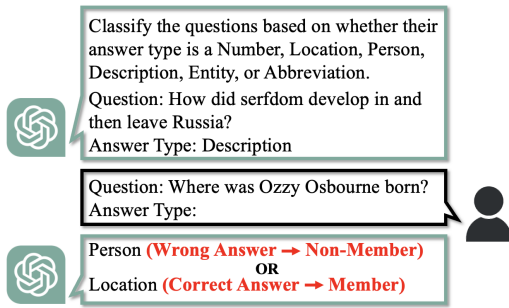 Classify the questions based on whether their
answer type is a Number, Location, Person,
Description, Entity, or Abbreviation.
Question: How did serfdom develop in and
then leave Russia?
Answer Type: Description
Question: Where was Ozzy Osbourne born?
Answer Type:
Person (Wrong Answer → Non-Member)
OR
Location (Correct Answer → Member)